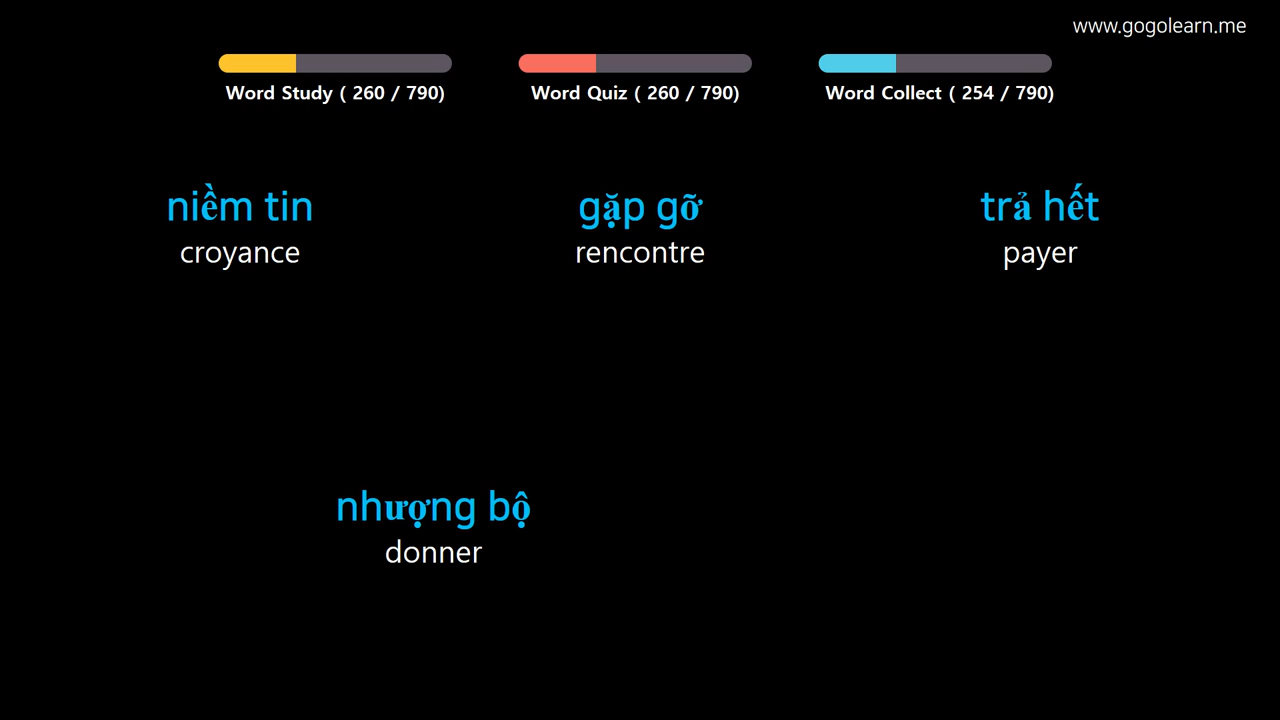 www.gogolearn.me
Word Study ( 260 / 790)
Word Quiz ( 260 / 790)
Word Collect ( 254 / 790)
niềm tin
croyance
gặp gỡ
rencontre
trả hết
payer
nhượng bộ
donner